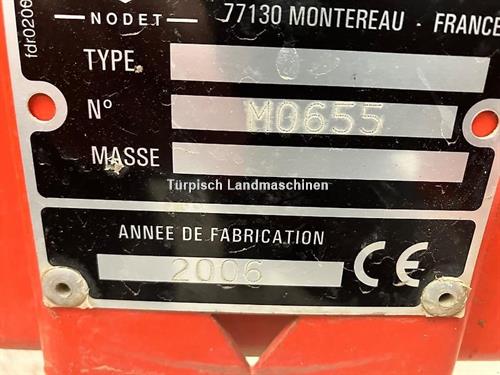 NODET
77130 MONTEREAU - FRANCE
fdr0206
TYPE
N° M0655
MASSE
Türpisch Landmaschinen
ANNEE DE FABRICATION
2006 CE